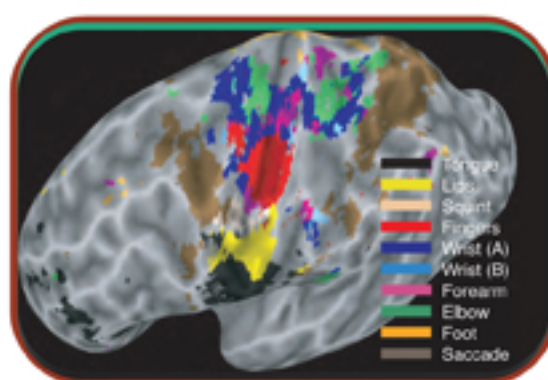 Tongue
Lips
Squint
Fingers
Wrist (A)
Wrist (B)
Forearm
Elbow
Foot
Saccade